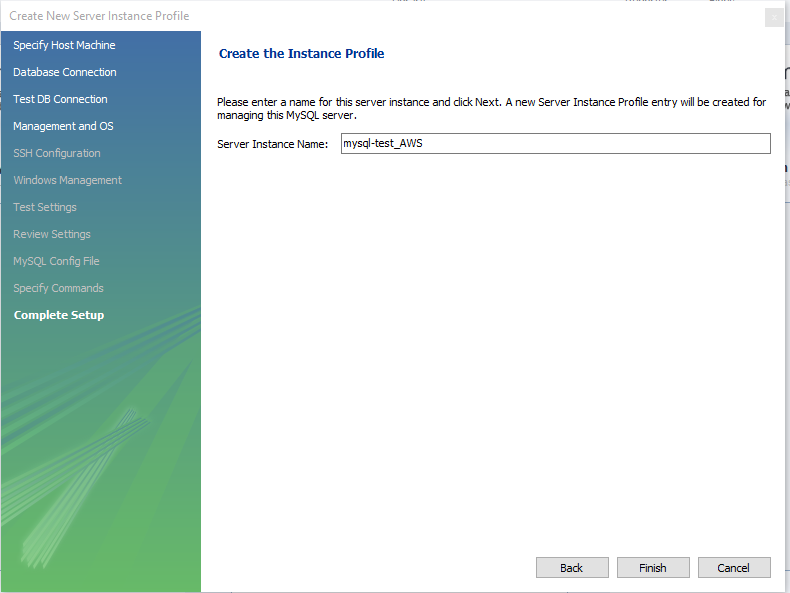 Create New Server Instance Profile
Specify Host Machine
Database Connection
Test DB Connection
Management and OS
SSH Configuration
Windows Management
Test Settings
Review Settings
MySQL Config File
Specify Commands
Complete Setup
Create the Instance Profile
Please enter a name for this server instance and click Next. A new Server Instance Profile entry will be created for
managing this MySQL server.
Server Instance Name: mysql-test_AWS
Back Finish Cancel